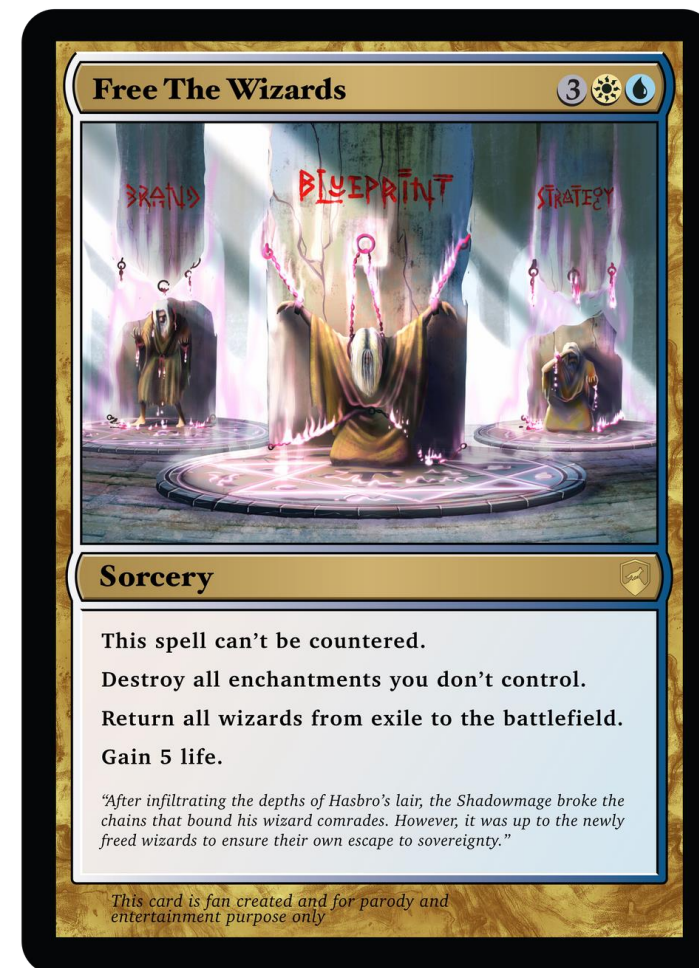 Free The Wizards 3
BRAND BLUEPRINT STRATEGY
Sorcery
This spell can't be countered.
Destroy all enchantments you don't control.
Return all wizards from exile to the battlefield.
Gain 5 life.
“After infiltrating the depths of Hasbro’s lair, the Shadowmage broke the
chains that bound his wizard comrades. However, it was up to the newly
freed wizards to ensure their own escape to sovereignty.”
This card is fan created and for parody and
entertainment purpose only